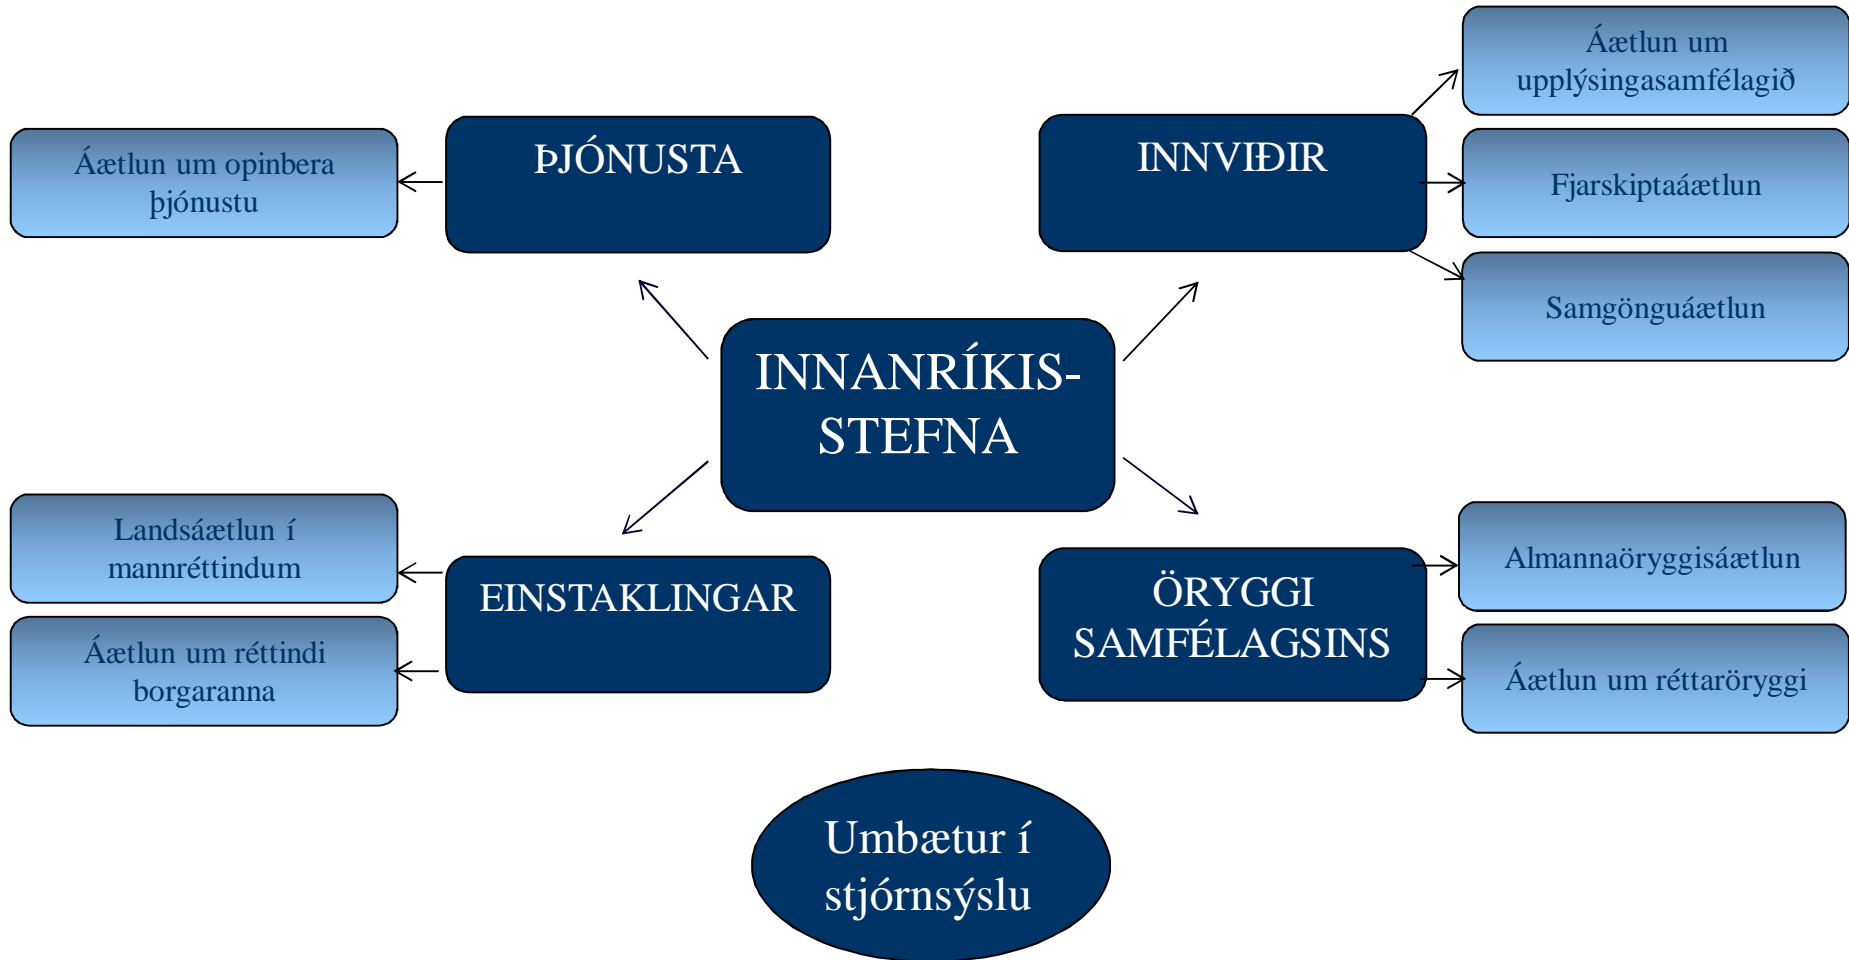 Áætlun um opinbera
þjónustu
ÞJÓNUSTA
INNVIÐIR
Áætlun um
upplýsingasamfélagið
Fjarskiptaáætlun
Samgönguáætlun
INNANRÍKIS-
STEFNA
Landsáætlun í
mannréttindum
Áætlun um réttindi
borgaranna
EINSTAKLINGAR
ÖRYGGI
SAMFÉLAGSINS
Almannaöryggisáætlun
Áætlun um réttaröryggi
Umbætur í
stjórnsýslu